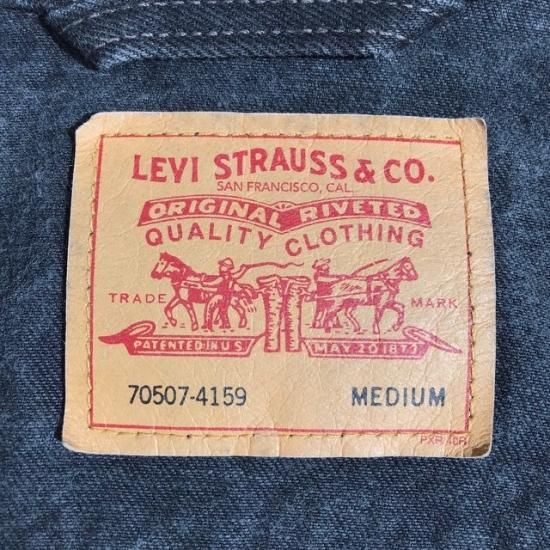 LEVI STRAUSS & CO.
SAN FRANCISCO, CAL.
ORIGINAL RIVETED
QUALITY CLOTHING
TRADE MARK
PATENTED IN U.S. MAY 20 1873
70507-4159 MEDIUM